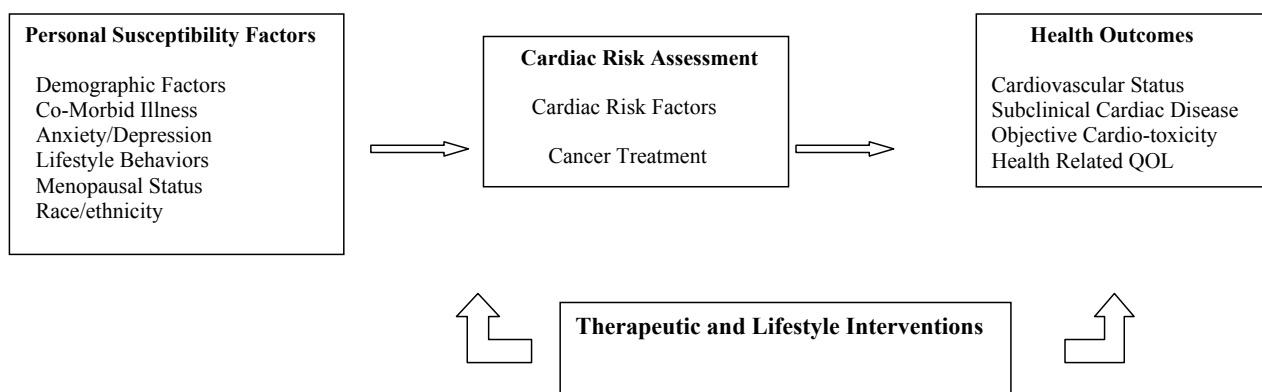 Personal Susceptibility Factors
Demographic Factors
Co-Morbid Illness
Anxiety/Depression
Lifestyle Behaviors
Menopausal Status
Race/ethnicity
Cardiac Risk Assessment
Cardiac Risk Factors
Cancer Treatment
Health Outcomes
Cardiovascular Status
Subclinical Cardiac Disease
Objective Cardio-toxicity
Health Related QOL
Therapeutic and Lifestyle Interventions